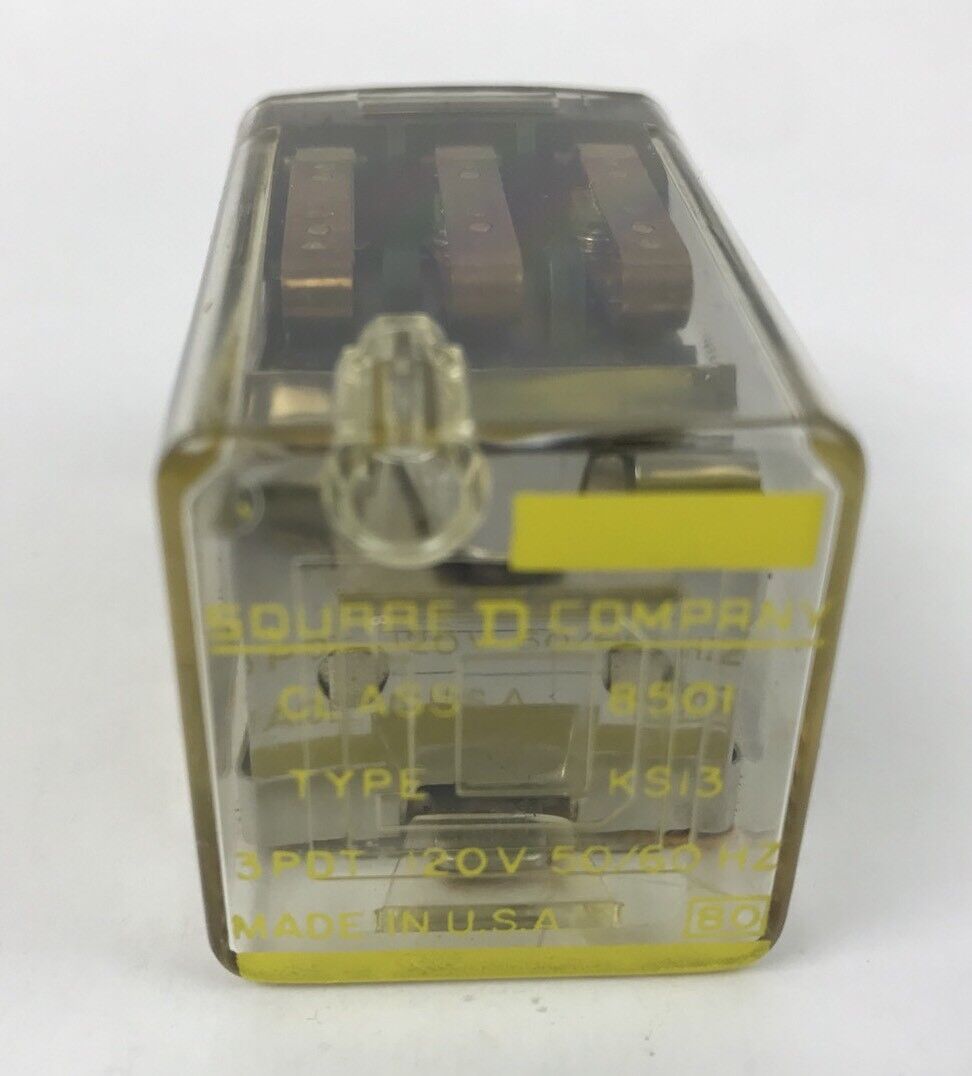 SQUARE D COMPANY
CLASS 8501
TYPE KS13
3PDT 120V 50/60 HZ
MADE IN U.S.A. 80